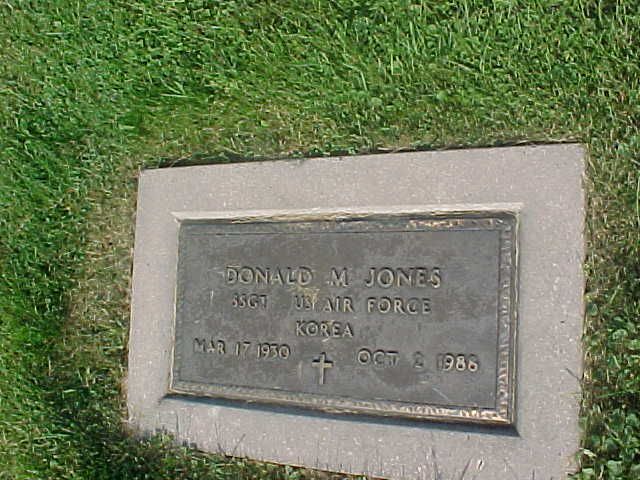 DONALD M JONES
SSGT US AIR FORCE
KOREA
MAR 17 1930 OCT 2 1986